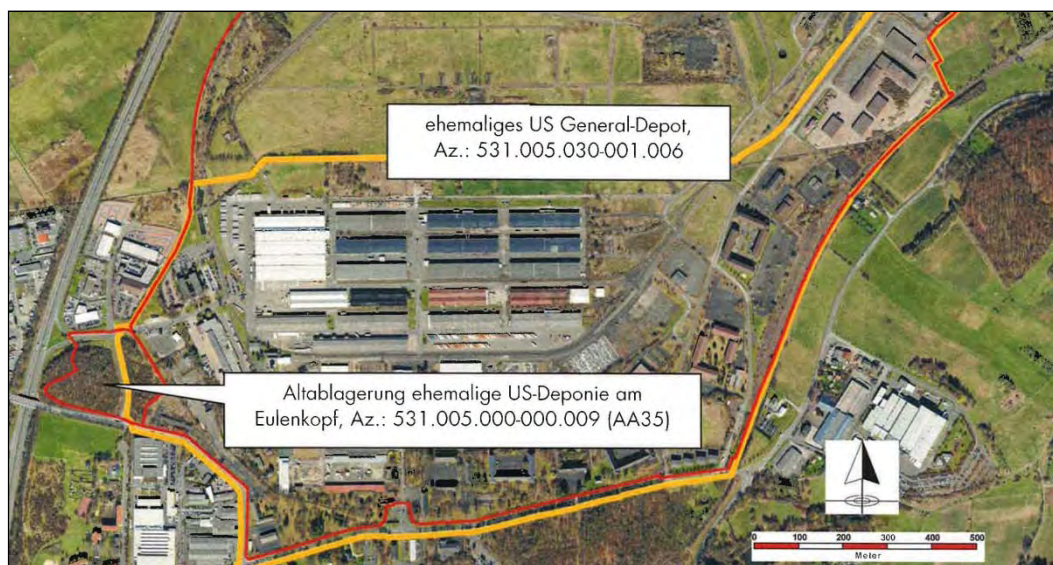 ehemaliges US General-Depot,
Az.: 531.005.030-001.006
Altablagerung ehemalige US-Deponie am
Eulenkopf, Az.: 531.005.000-000.009 (AA35)
0 100 200 300 400 500
Meter